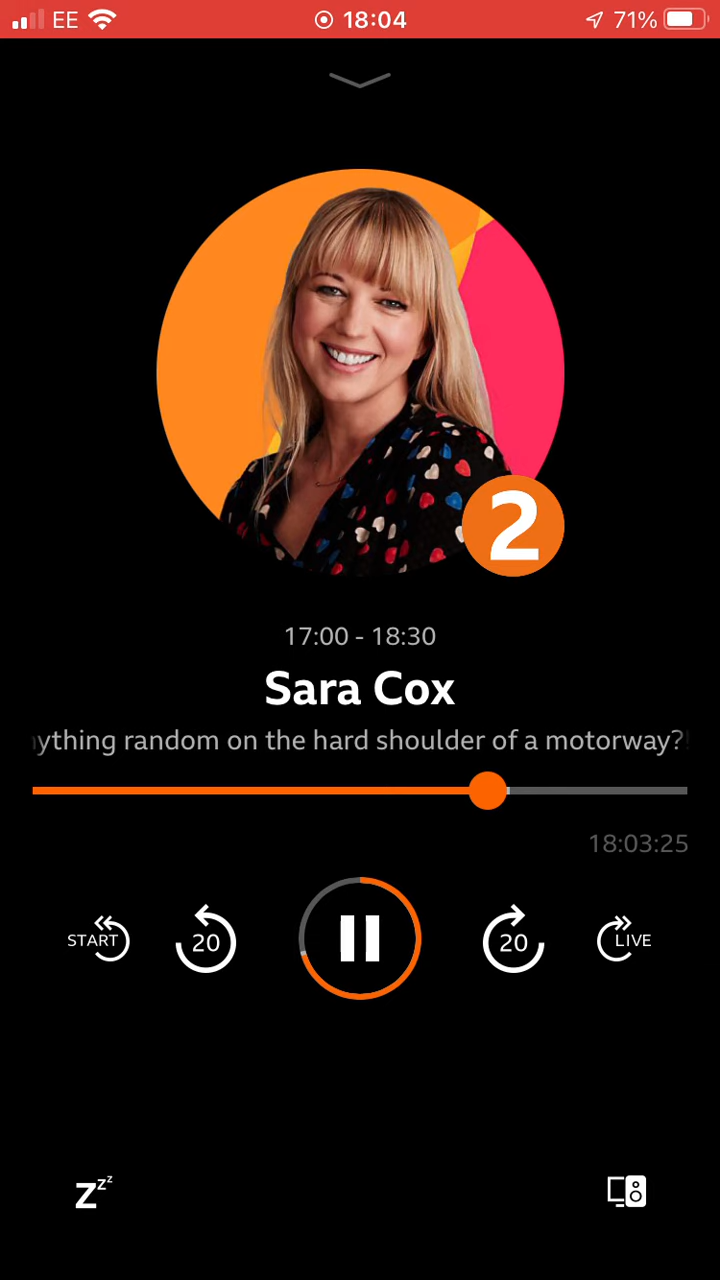 EE 18:04 71%
2
17:00 - 18:30
Sara Cox
ything random on the hard shoulder of a motorway?!
18:03:25
START 20 20 LIVE
Zzz